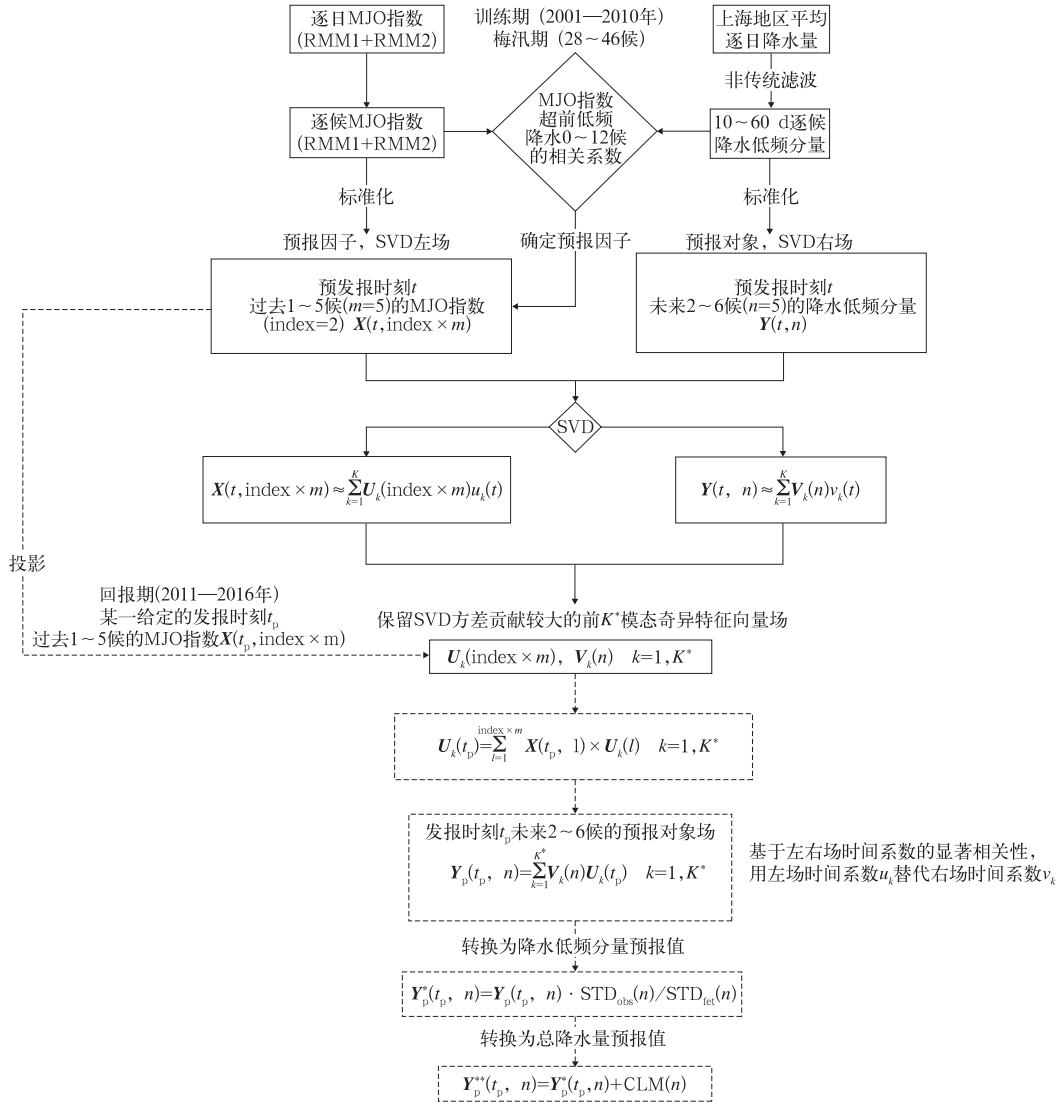 逐日MJO指数
(RMM1+RMM2)
训练期 (2001—2010年)
梅汛期 (28～46候)
上海地区平均
逐日降水量
非传统滤波
逐候MJO指数
(RMM1+RMM2)
MJO指数
超前低频
降水0～12候
的相关系数
10～60 d逐候
降水低频分量
标准化
标准化
预报因子，SVD左场
确定预报因子
预报对象，SVD右场
预发报时刻t
过去1～5候(m=5)的MJO指数
(index=2) X(t,index×m)
预发报时刻t
未来2～6候(n=5)的降水低频分量
Y(t,n)
SVD
X(t,index×m)≈∑_{k=1}^{K}U_k(index×m)u_k(t)
Y(t, n)≈∑_{k=1}^{K}V_k(n)v_k(t)
投影
回报期(2011—2016年)
某一给定的发报时刻t_p
过去1～5候的MJO指数X(t_p,index×m)
保留SVD方差贡献较大的前K*模态奇异特征向量场
U_k(index×m), V_k(n) k=1,K*
U_k(t_p)=∑_{l=1}^{index×m} X(t_p, l)×U_k(l) k=1,K*
发报时刻t_p未来2～6候的预报对象场
Y_p(t_p, n)=∑_{k=1}^{K*}V_k(n)U_k(t_p) k=1,K*
基于左右场时间系数的显著相关性，
用左场时间系数u_k替代右场时间系数v_k
转换为降水低频分量预报值
Y_p^*(t_p, n)=Y_p(t_p, n)·STD_obs(n)/STD_fet(n)
转换为总降水量预报值
Y_p^**(t_p, n)=Y_p^*(t_p,n)+CLM(n)